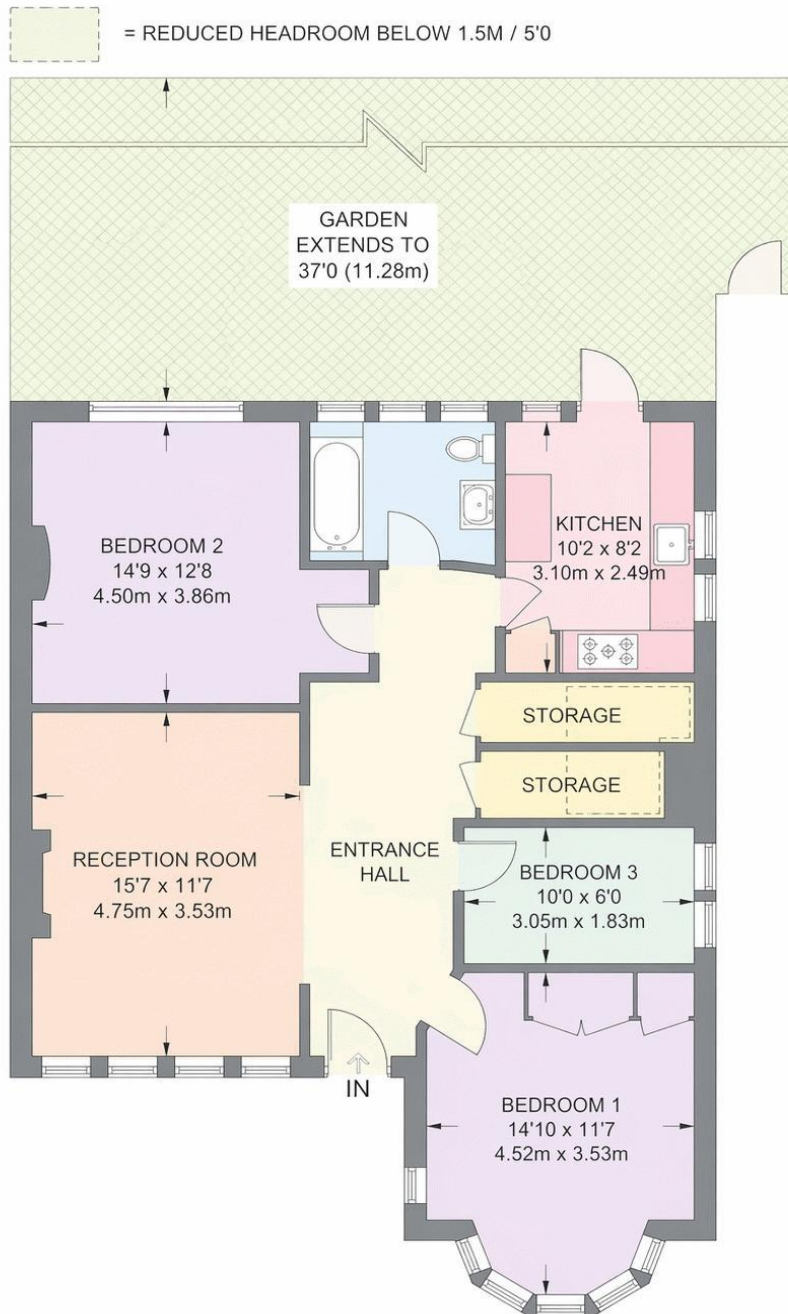 = REDUCED HEADROOM BELOW 1.5M / 5'0
GARDEN
EXTENDS TO
37'0 (11.28m)
BEDROOM 2
14'9 x 12'8
4.50m x 3.86m
KITCHEN
10'2 x 8'2
3.10m x 2.49m
STORAGE
STORAGE
RECEPTION ROOM
15'7 x 11'7
4.75m x 3.53m
ENTRANCE
HALL
BEDROOM 3
10'0 x 6'0
3.05m x 1.83m
IN
BEDROOM 1
14'10 x 11'7
4.52m x 3.53m